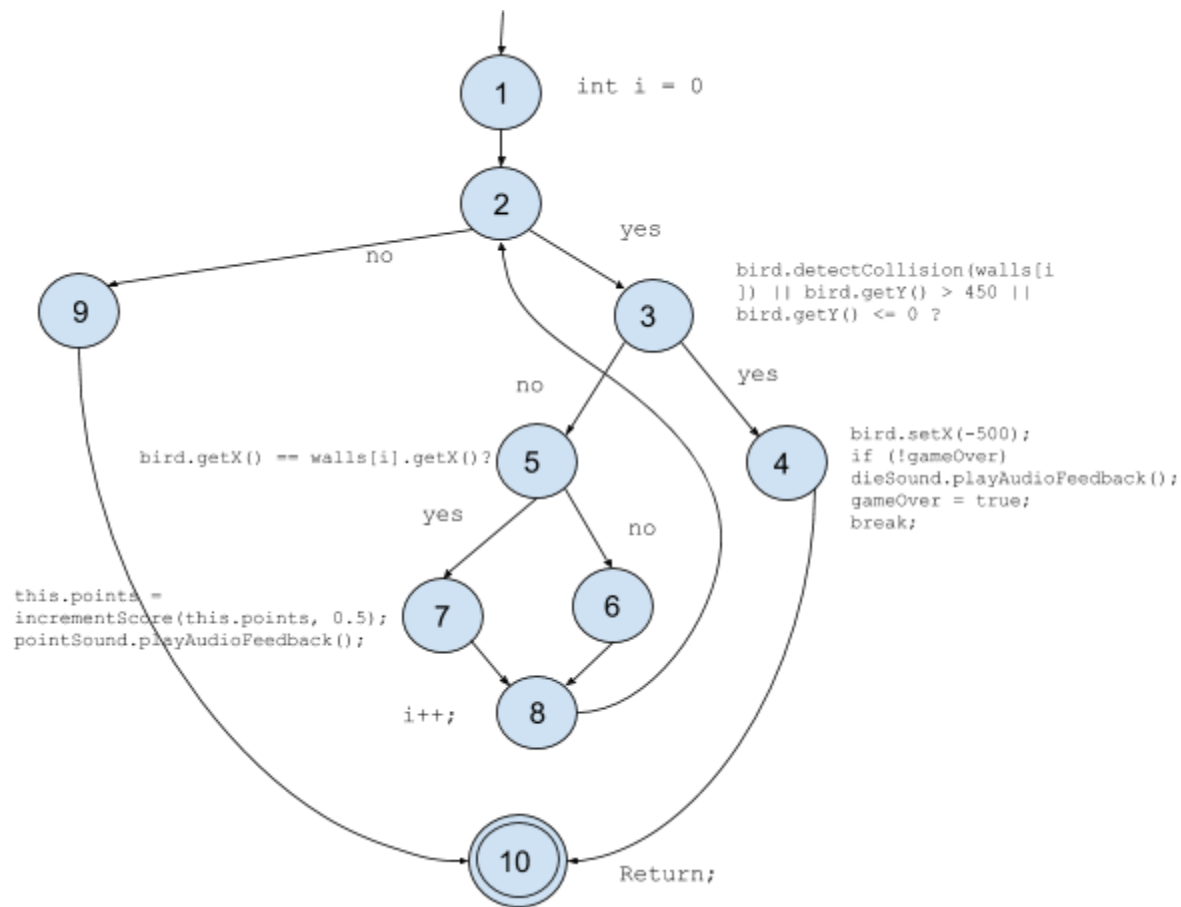 1
int i = 0
2
yes
no
bird.detectCollision(walls[i
]) || bird.getY() > 450 ||
bird.getY() <= 0 ?
9
3
no
yes
bird.getX() == walls[i].getX()?
5
4
bird.setX(-500);
if (!gameOver)
dieSound.playAudioFeedback();
gameOver = true;
break;
yes
no
this.points =
incrementScore(this.points, 0.5);
pointSound.playAudioFeedback();
7
6
i++;
8
10
Return;